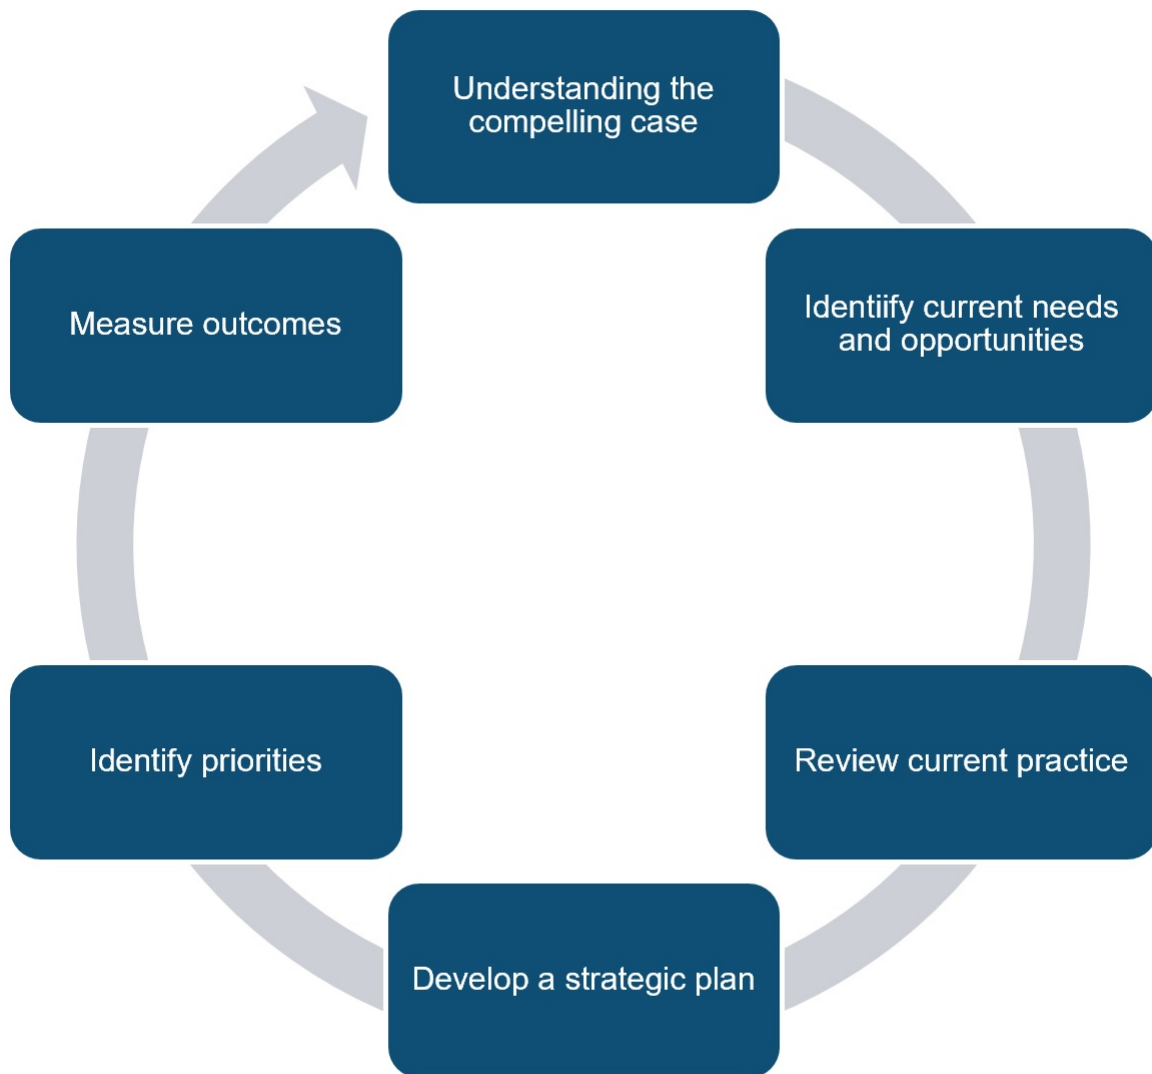 Understanding the
compelling case
Identiify current needs
and opportunities
Review current practice
Develop a strategic plan
Identify priorities
Measure outcomes